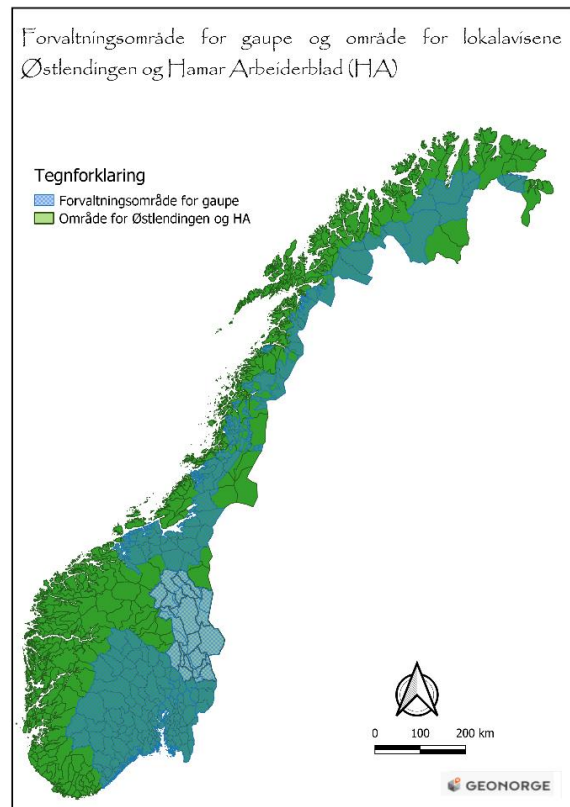 Forvaltningsområde for gaupe og område for lokalavisene
Østlendingen og Hamar Arbeiderblad (HA)
Tegnforklaring
Forvaltningsområde for gaupe
Område for Østlendingen og HA
0 100 200 km
GEONORGE